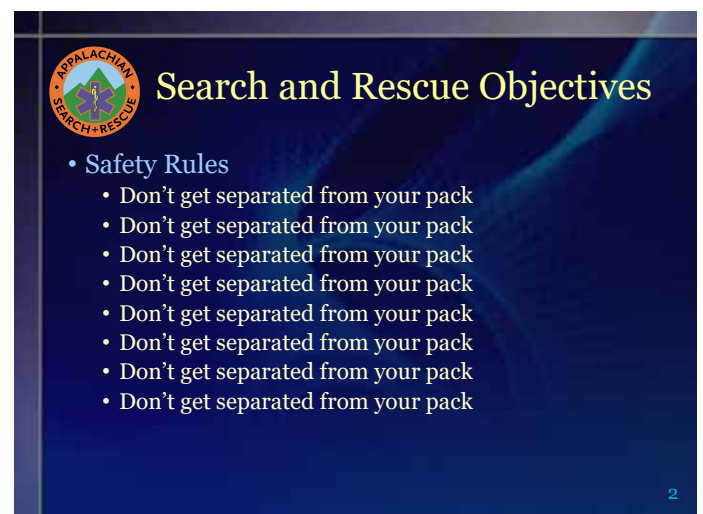 APPALACHIAN
SEARCH+RESCUE
Search and Rescue Objectives
• Safety Rules
• Don’t get separated from your pack
• Don’t get separated from your pack
• Don’t get separated from your pack
• Don’t get separated from your pack
• Don’t get separated from your pack
• Don’t get separated from your pack
• Don’t get separated from your pack
• Don’t get separated from your pack
2